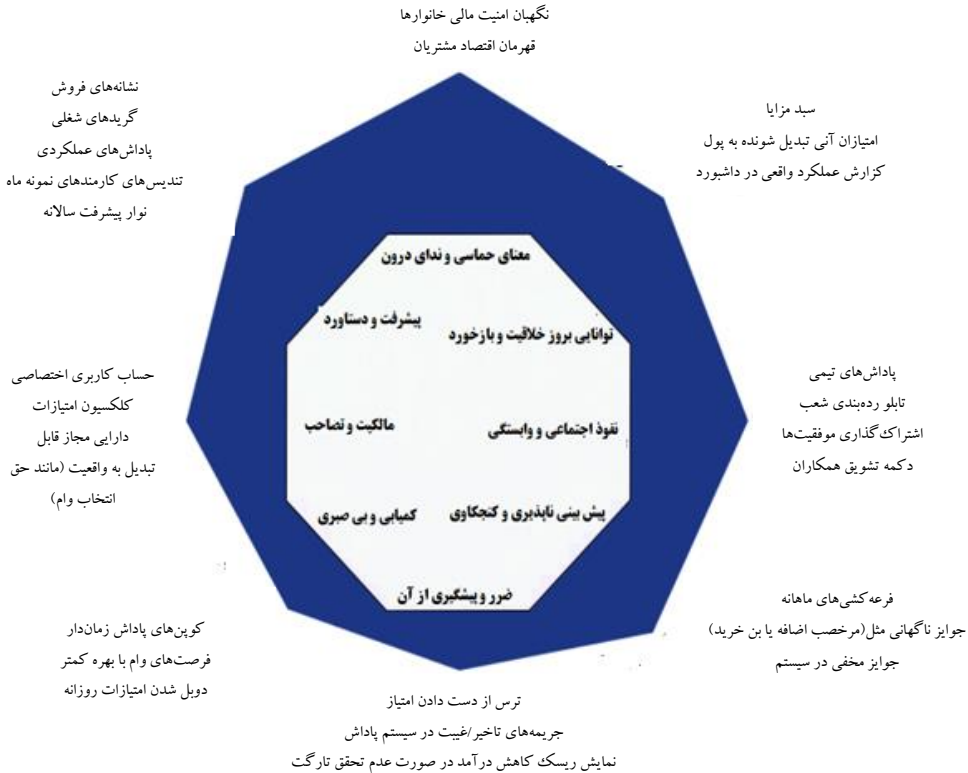 نگهبان امنیت مالی خانوارها
قهرمان اقتصاد مشتریان
سبد مزایا
امتیازان آنی تبدیل شونده به پول
کزارش عملکرد واقعی در داشبورد
نشانه‌های فروش
گریدهای شغلی
پاداش‌های عملکردی
تندیس‌های کارمندهای نمونه ماه
نوار پیشرفت سالانه
معنای حماسی و ندای درون
توانایی بروز خلاقیت و بازخورد
پیشرفت و دستاورد
نفوذ اجتماعی و وابستگی
مالکیت و تصاحب
پیش بینی ناپذیری و کنجکاوی
کمیابی و بی صبری
ضرر و پیشگیری از آن
پاداش‌های تیمی
تابلو رده‌بندی شعب
اشتراک‌گذاری موفقیت‌ها
دکمه تشویق همکاران
حساب کاربری اختصاصی
کلکسیون امتیازات
دارایی مجاز قابل
تبدیل به واقعیت (مانند حق
انتخاب وام)
فرعه‌کشی‌های ماهانه
جوایز ناگهانی مثل(مرخصب اضافه یا بن خرید)
جوایز مخفی در سیستم
کوپن‌های پاداش زمان‌دار
فرصت‌های وام با بهره کمتر
دوبل شدن امتیازات روزانه
ترس از دست دادن امتیاز
جریمه‌های تاخیر/غیبت در سیستم پاداش
نمایش ریسک کاهش درآمد در صورت عدم تحقق تارگت